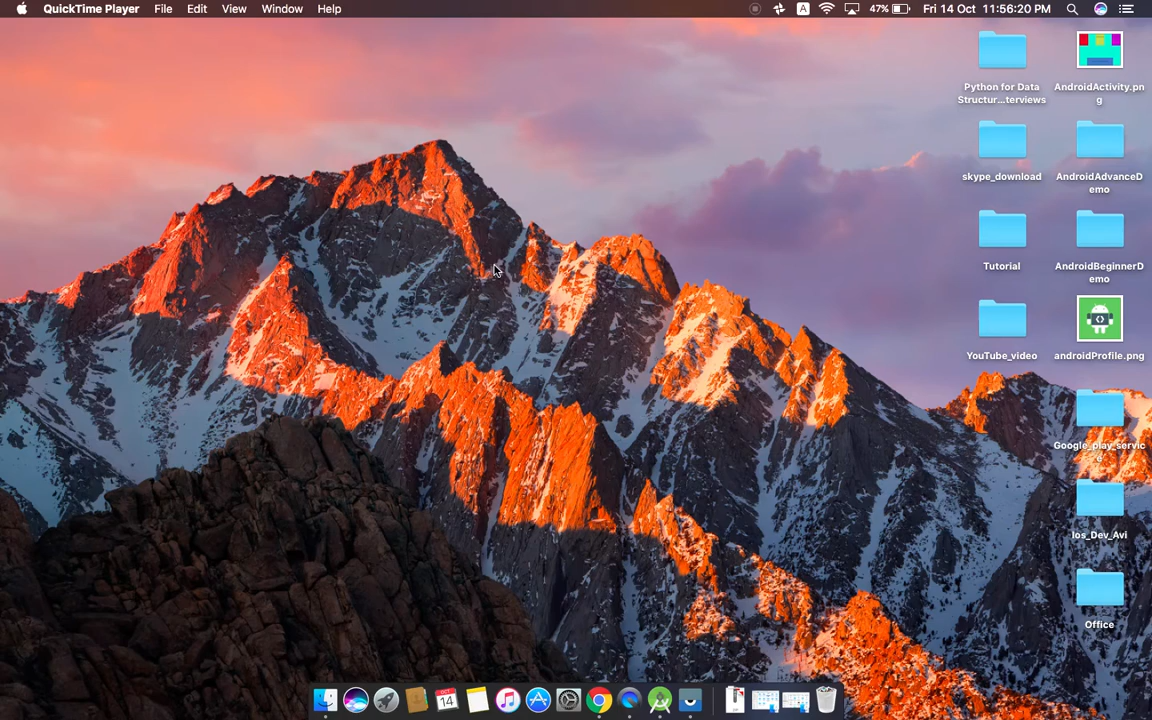 QuickTime Player File Edit View Window Help A 47% Fri 14 Oct 11:56:20 PM
Python for Data
Structur...terviews
AndroidActivity.pn
g
skype_download
AndroidAdvanceD
emo
Tutorial
AndroidBeginnerD
emo
YouTube_video
androidProfile.png
Google_play_servic
Ios_Dev_Avi
Office
OCT
14